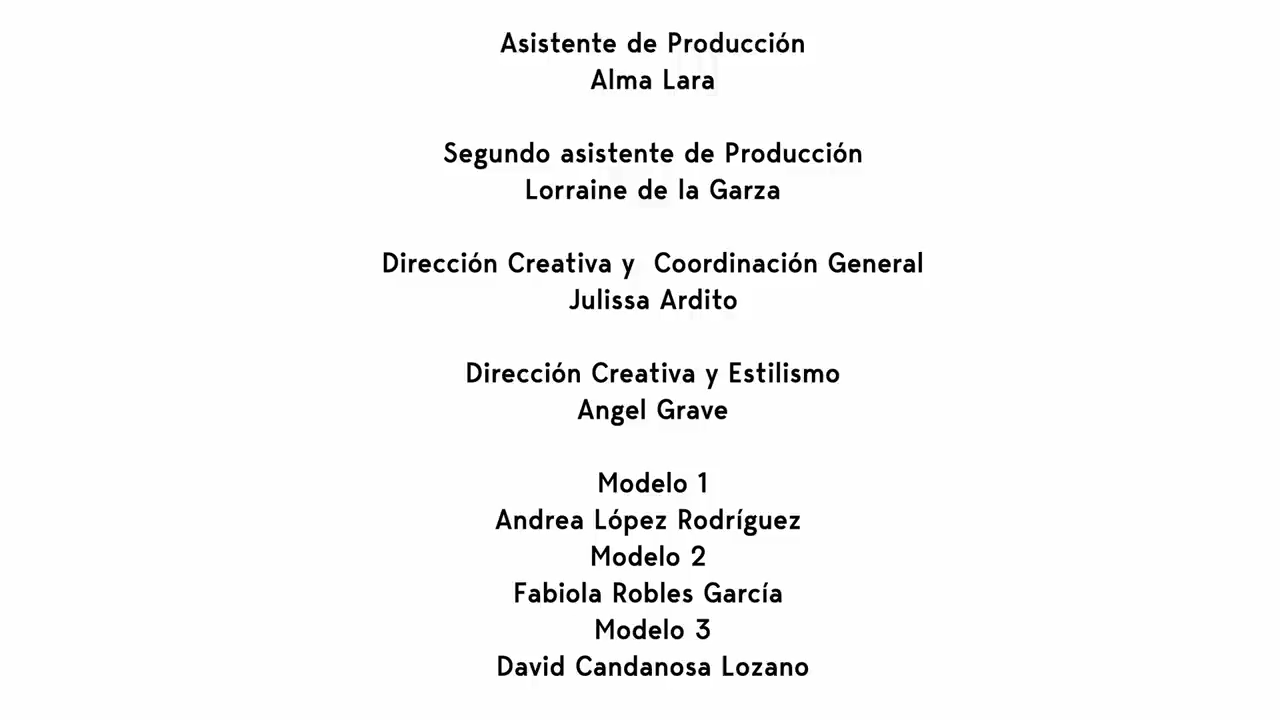 Asistente de Producción
Alma Lara
Segundo asistente de Producción
Lorraine de la Garza
Dirección Creativa y  Coordinación General
Julissa Ardito
Dirección Creativa y Estilismo
Angel Grave
Modelo 1
Andrea López Rodríguez
Modelo 2
Fabiola Robles García
Modelo 3
David Candanosa Lozano